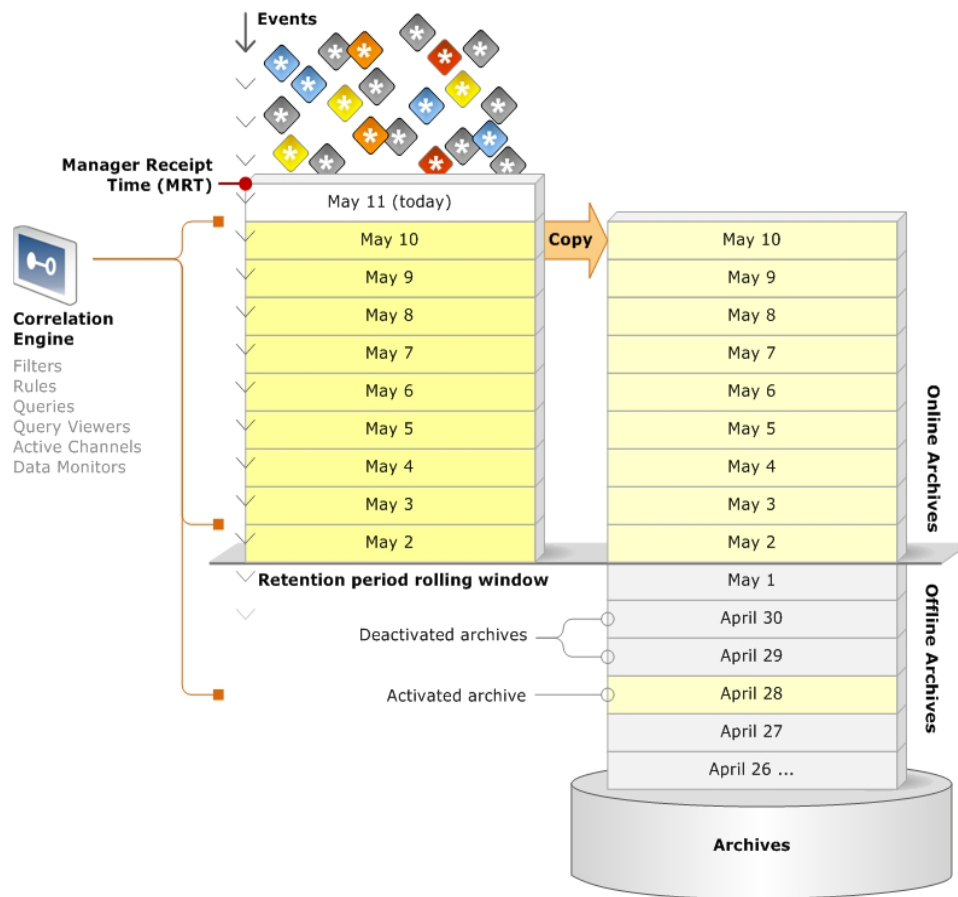 Events
Manager Receipt
Time (MRT)
Correlation
Engine
Filters
Rules
Queries
Query Viewers
Active Channels
Data Monitors
May 11 (today)
May 10
May 9
May 8
May 7
May 6
May 5
May 4
May 3
May 2
Retention period rolling window
Copy
May 10
May 9
May 8
May 7
May 6
May 5
May 4
May 3
May 2
May 1
April 30
April 29
April 28
April 27
April 26 ...
Deactivated archives
Activated archive
Online Archives
Offline Archives
Archives